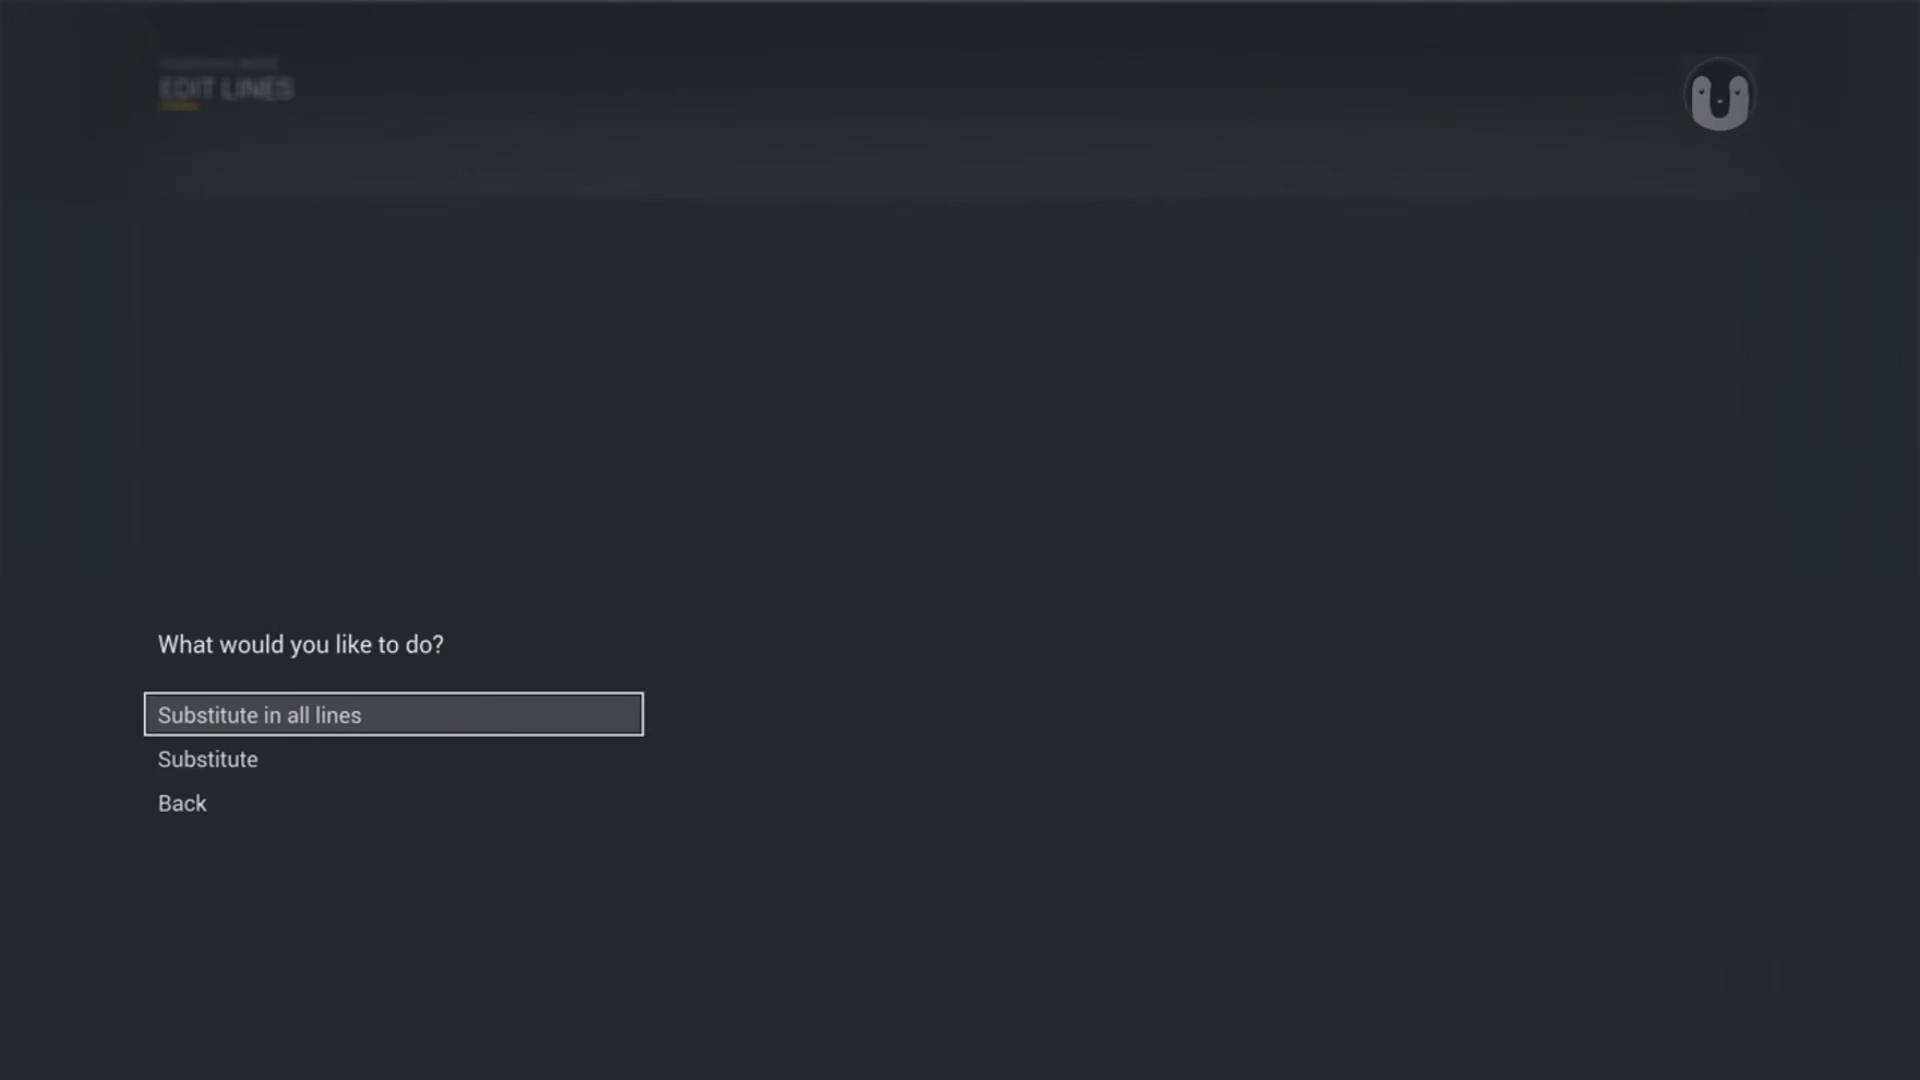 EDIT LINES
What would you like to do?
Substitute in all lines
Substitute
Back